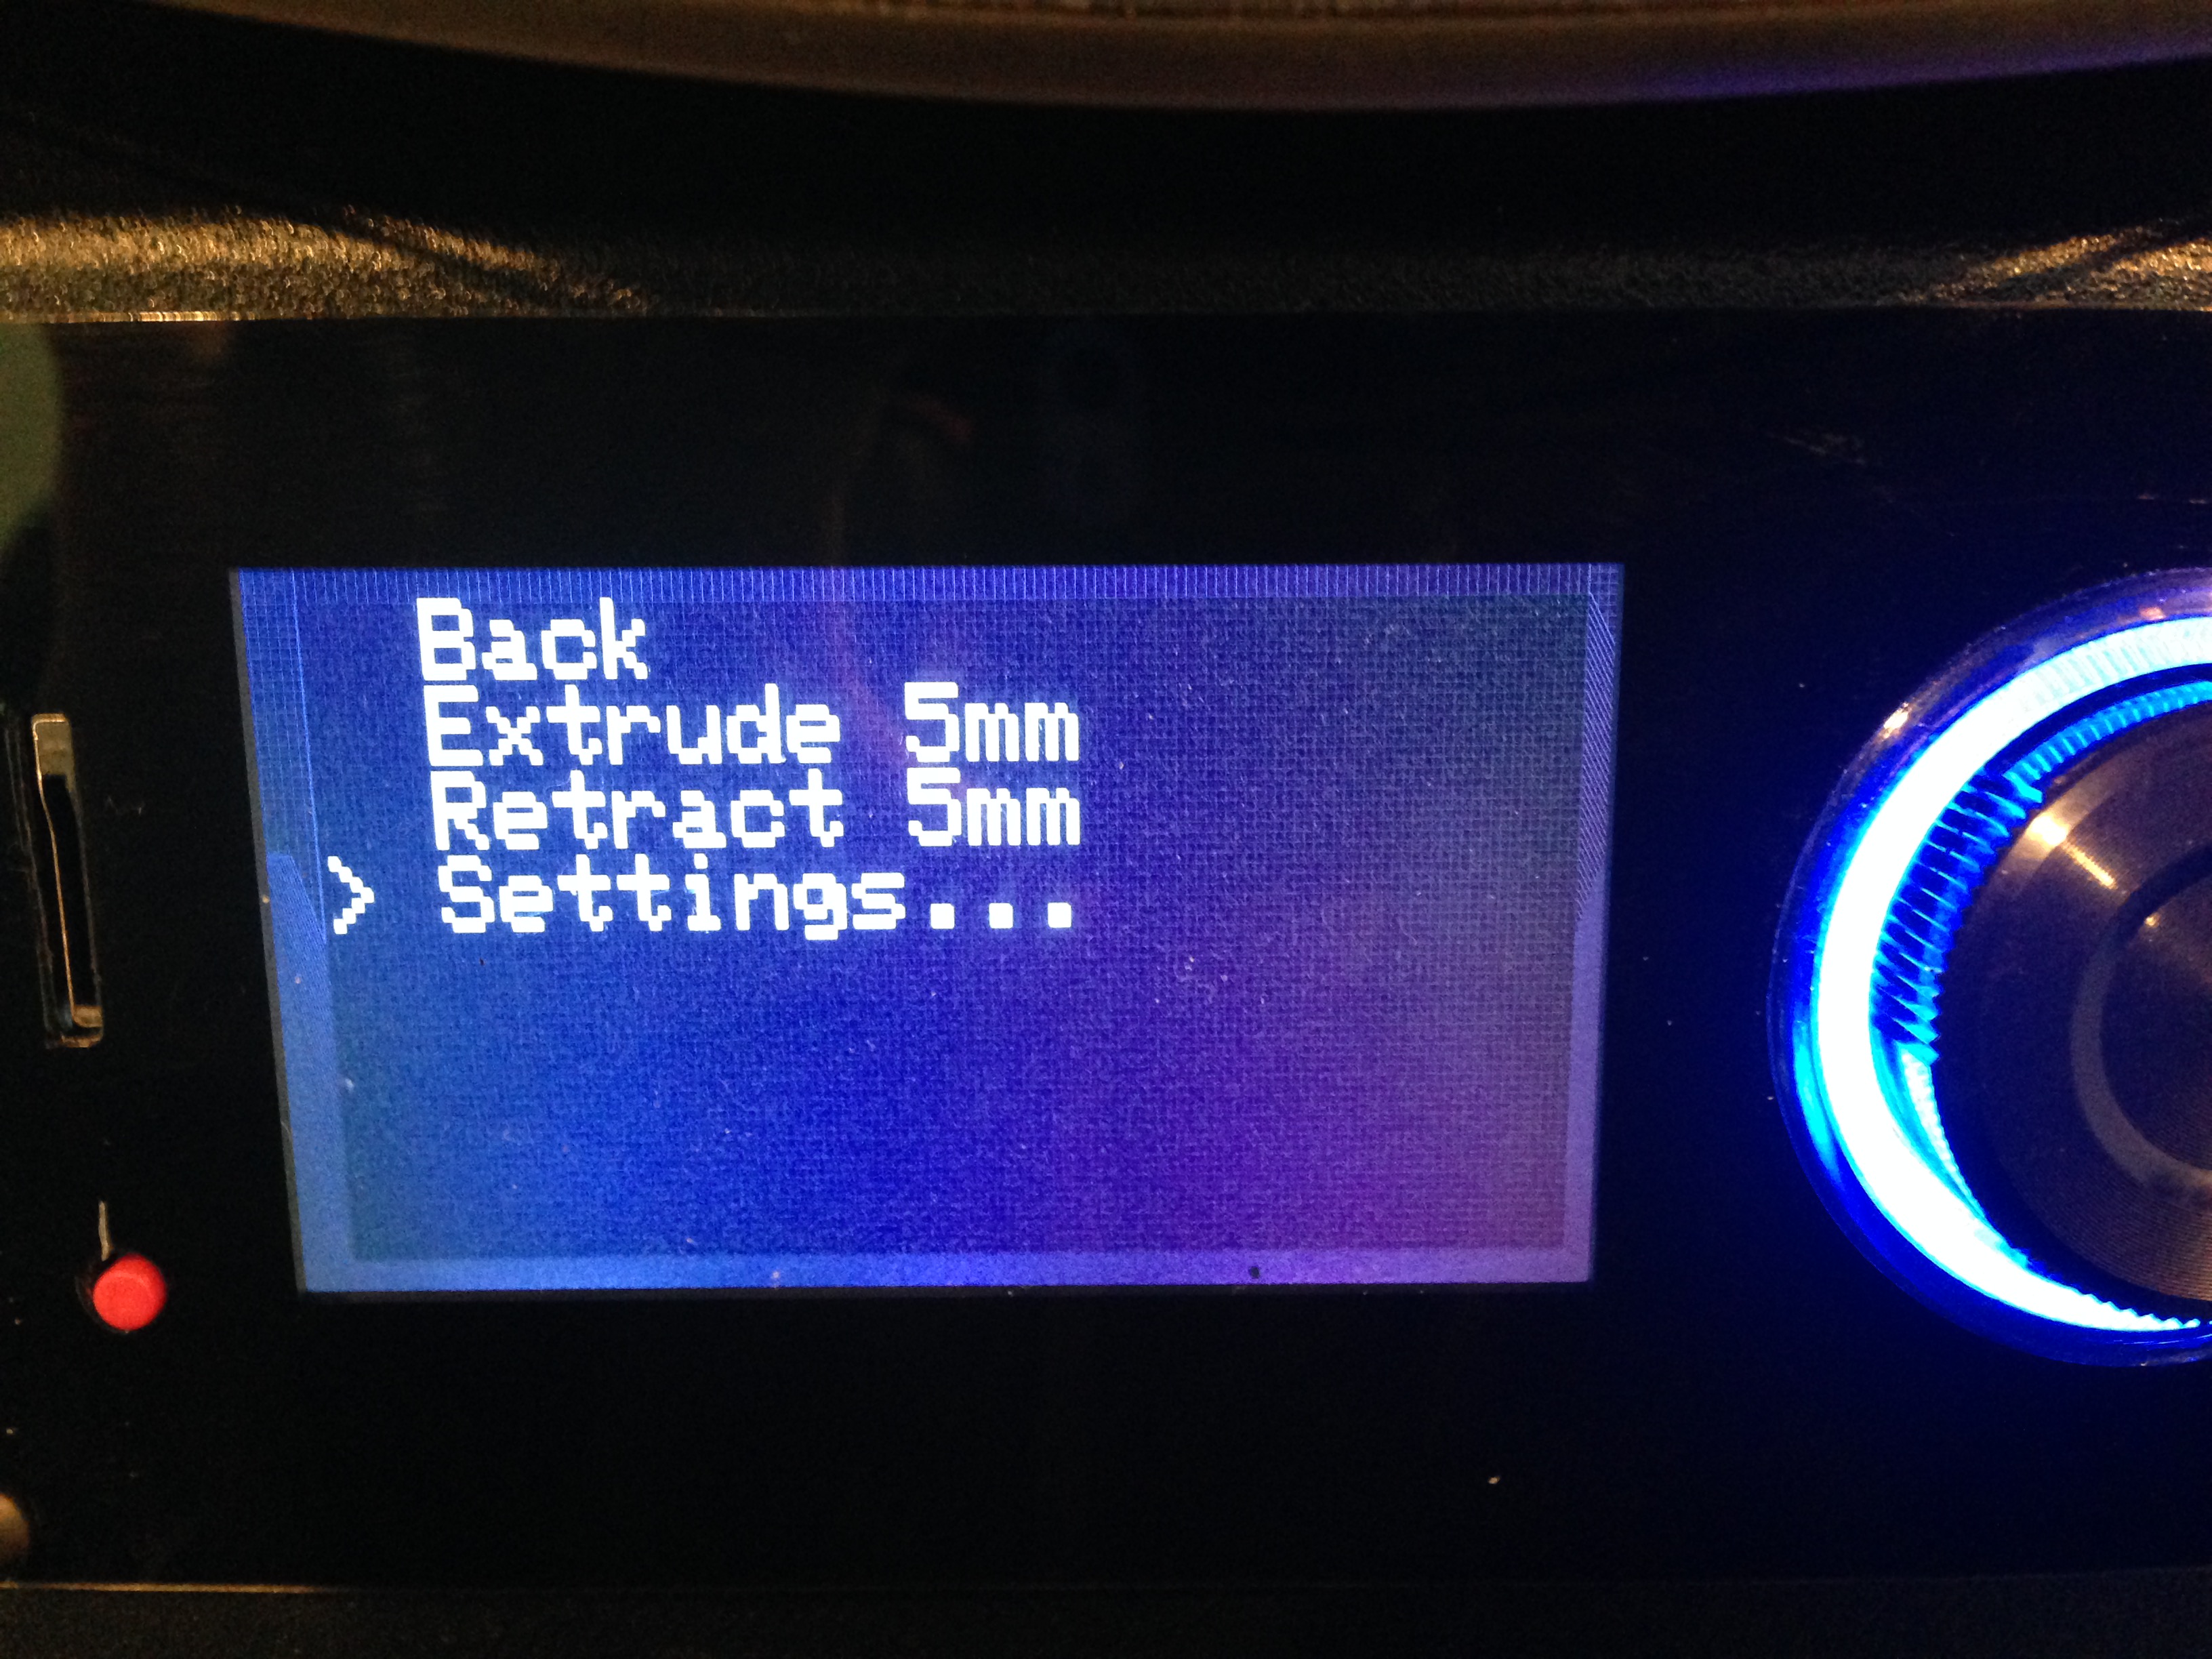 Back
Extrude 5mm
Retract 5mm
> Settings...